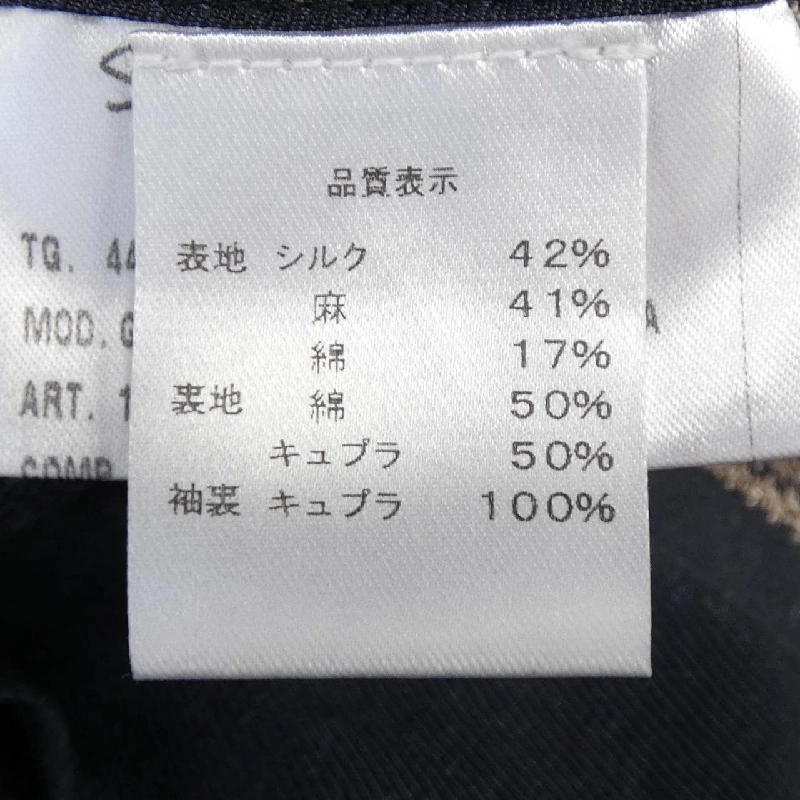 品質表示
表地 シルク 42%
麻 41%
綿 17%
裏地 綿 50%
キュプラ 50%
袖裏 キュプラ 100%
TG. 44
MOD. G
ART. 1
COMP